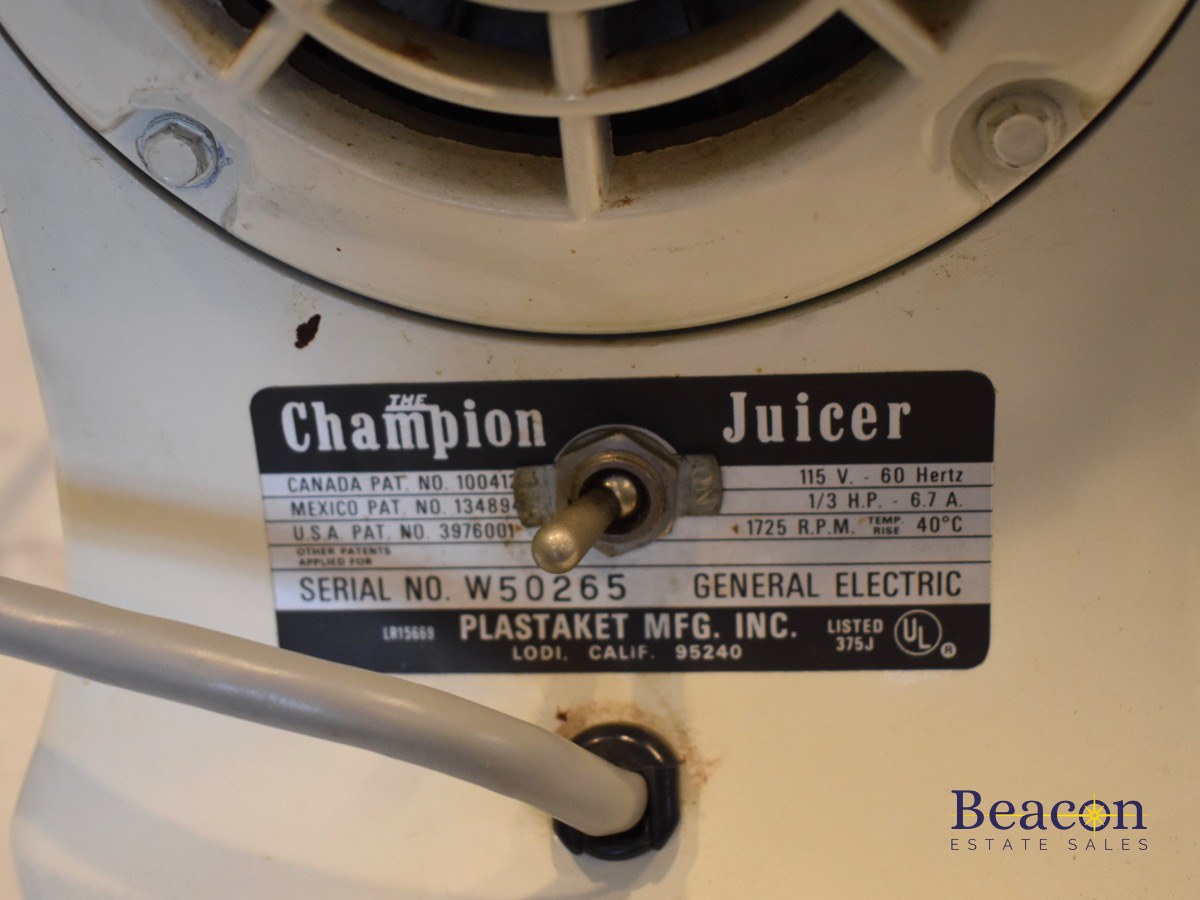 THE
Champion Juicer
CANADA PAT. NO. 100412 115 V. - 60 Hertz
MEXICO PAT. NO. 134894 1/3 H.P. - 6.7 A.
U.S.A. PAT. NO. 3976001 1725 R.P.M. TEMP. RISE 40°C
OTHER PATENTS
APPLIED FOR
SERIAL NO. W50265 GENERAL ELECTRIC
LR15669 PLASTAKET MFG. INC. LISTED UL ®
LODI, CALIF. 95240 375J
Beacon
ESTATE SALES